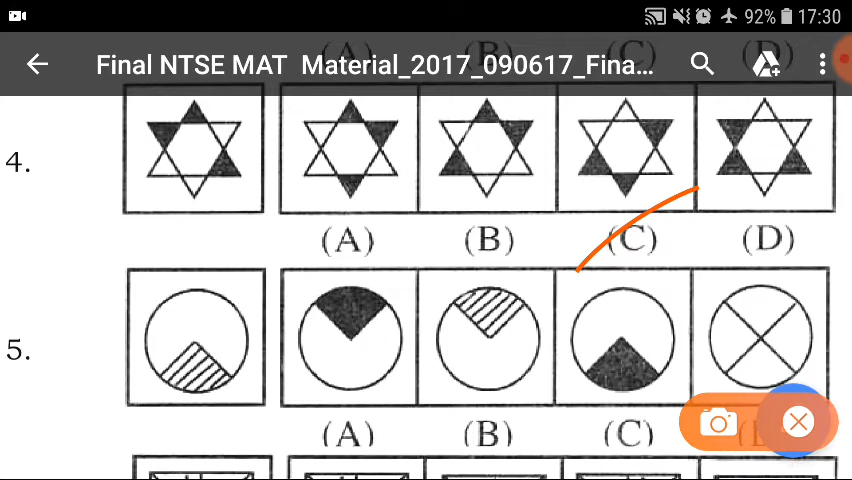 92% 17:30
(A) (B) (C) (D)
Final NTSE MAT Material_2017_090617_Fina...
4.
(A) (B) (C) (D)
5.
(A) (B) (C)